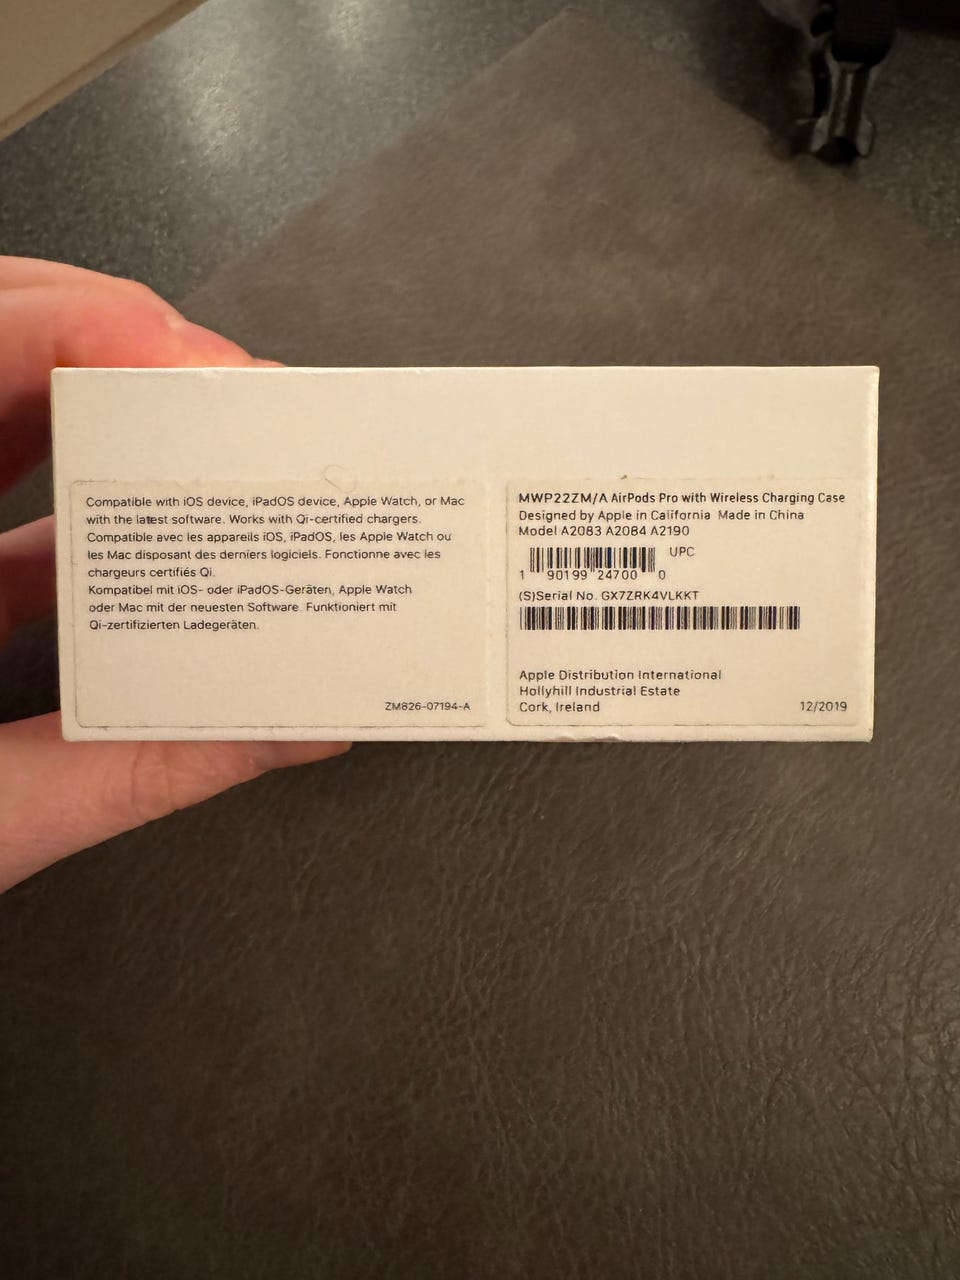 Compatible with iOS device, iPadOS device, Apple Watch, or Mac
with the latest software. Works with Qi-certified chargers.
Compatible avec les appareils iOS, iPadOS, les Apple Watch ou
les Mac disposant des derniers logiciels. Fonctionne avec les
chargeurs certifiés Qi.
Kompatibel mit iOS- oder iPadOS-Geräten, Apple Watch
oder Mac mit der neuesten Software. Funktioniert mit
Qi-zertifizierten Ladegeräten.
ZM826-07194-A
MWP22ZM/A AirPods Pro with Wireless Charging Case
Designed by Apple in California Made in China
Model A2083 A2084 A2190
UPC
1 90199 24700 0
(S)Serial No. GX7ZRK4VLKKT
Apple Distribution International
Hollyhill Industrial Estate
Cork, Ireland 12/2019